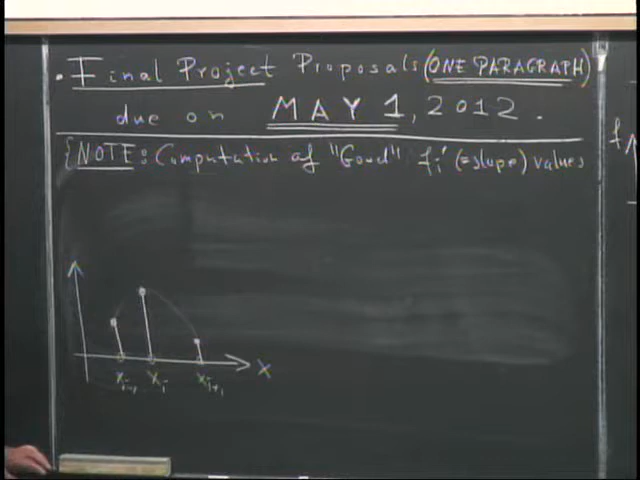 . Final Project Proposals (ONE PARAGRAPH)
due on MAY 1, 2012.
{NOTE: Computation of "Good" fi' (=slope) values
f
x
xi-1 xi xi+1